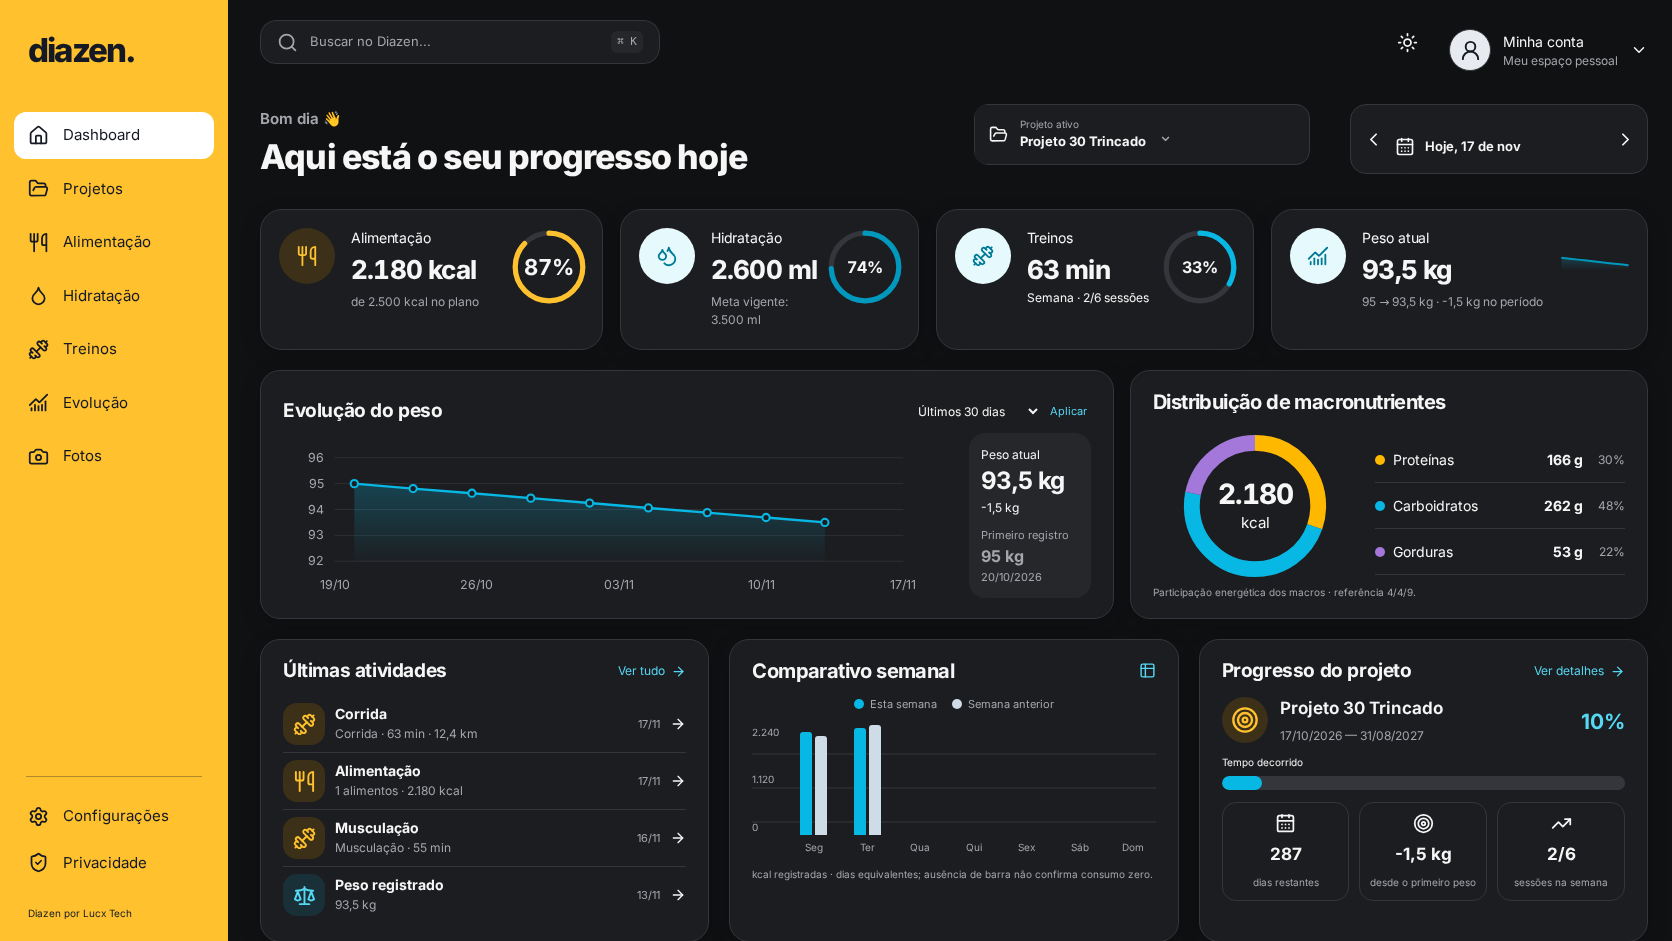 diazen.
Dashboard
Projetos
Alimentação
Hidratação
Treinos
Evolução
Fotos
Configurações
Privacidade
Diazen por Lucx Tech
Buscar no Diazen...
⌘ K
Minha conta
Meu espaço pessoal
Bom dia 👋
Aqui está o seu progresso hoje
Projeto ativo
Projeto 30 Trincado
Hoje, 17 de nov
Alimentação
2.180 kcal
de 2.500 kcal no plano
87%
Hidratação
2.600 ml
Meta vigente:
3.500 ml
74%
Treinos
63 min
Semana · 2/6 sessões
33%
Peso atual
93,5 kg
95 → 93,5 kg · -1,5 kg no período
Evolução do peso
Últimos 30 dias
Aplicar
96
95
94
93
92
19/10
26/10
03/11
10/11
17/11
Peso atual
93,5 kg
-1,5 kg
Primeiro registro
95 kg
20/10/2026
Distribuição de macronutrientes
2.180
kcal
Proteínas 166 g 30%
Carboidratos 262 g 48%
Gorduras 53 g 22%
Participação energética dos macros · referência 4/4/9.
Últimas atividades
Ver tudo →
Corrida
Corrida · 63 min · 12,4 km
17/11 →
Alimentação
1 alimentos · 2.180 kcal
17/11 →
Musculação
Musculação · 55 min
16/11 →
Peso registrado
93,5 kg
13/11 →
Comparativo semanal
Esta semana
Semana anterior
2.240
1.120
0
Seg
Ter
Qua
Qui
Sex
Sáb
Dom
kcal registradas · dias equivalentes; ausência de barra não confirma consumo zero.
Progresso do projeto
Ver detalhes →
Projeto 30 Trincado
17/10/2026 — 31/08/2027
10%
Tempo decorrido
287
dias restantes
-1,5 kg
desde o primeiro peso
2/6
sessões na semana